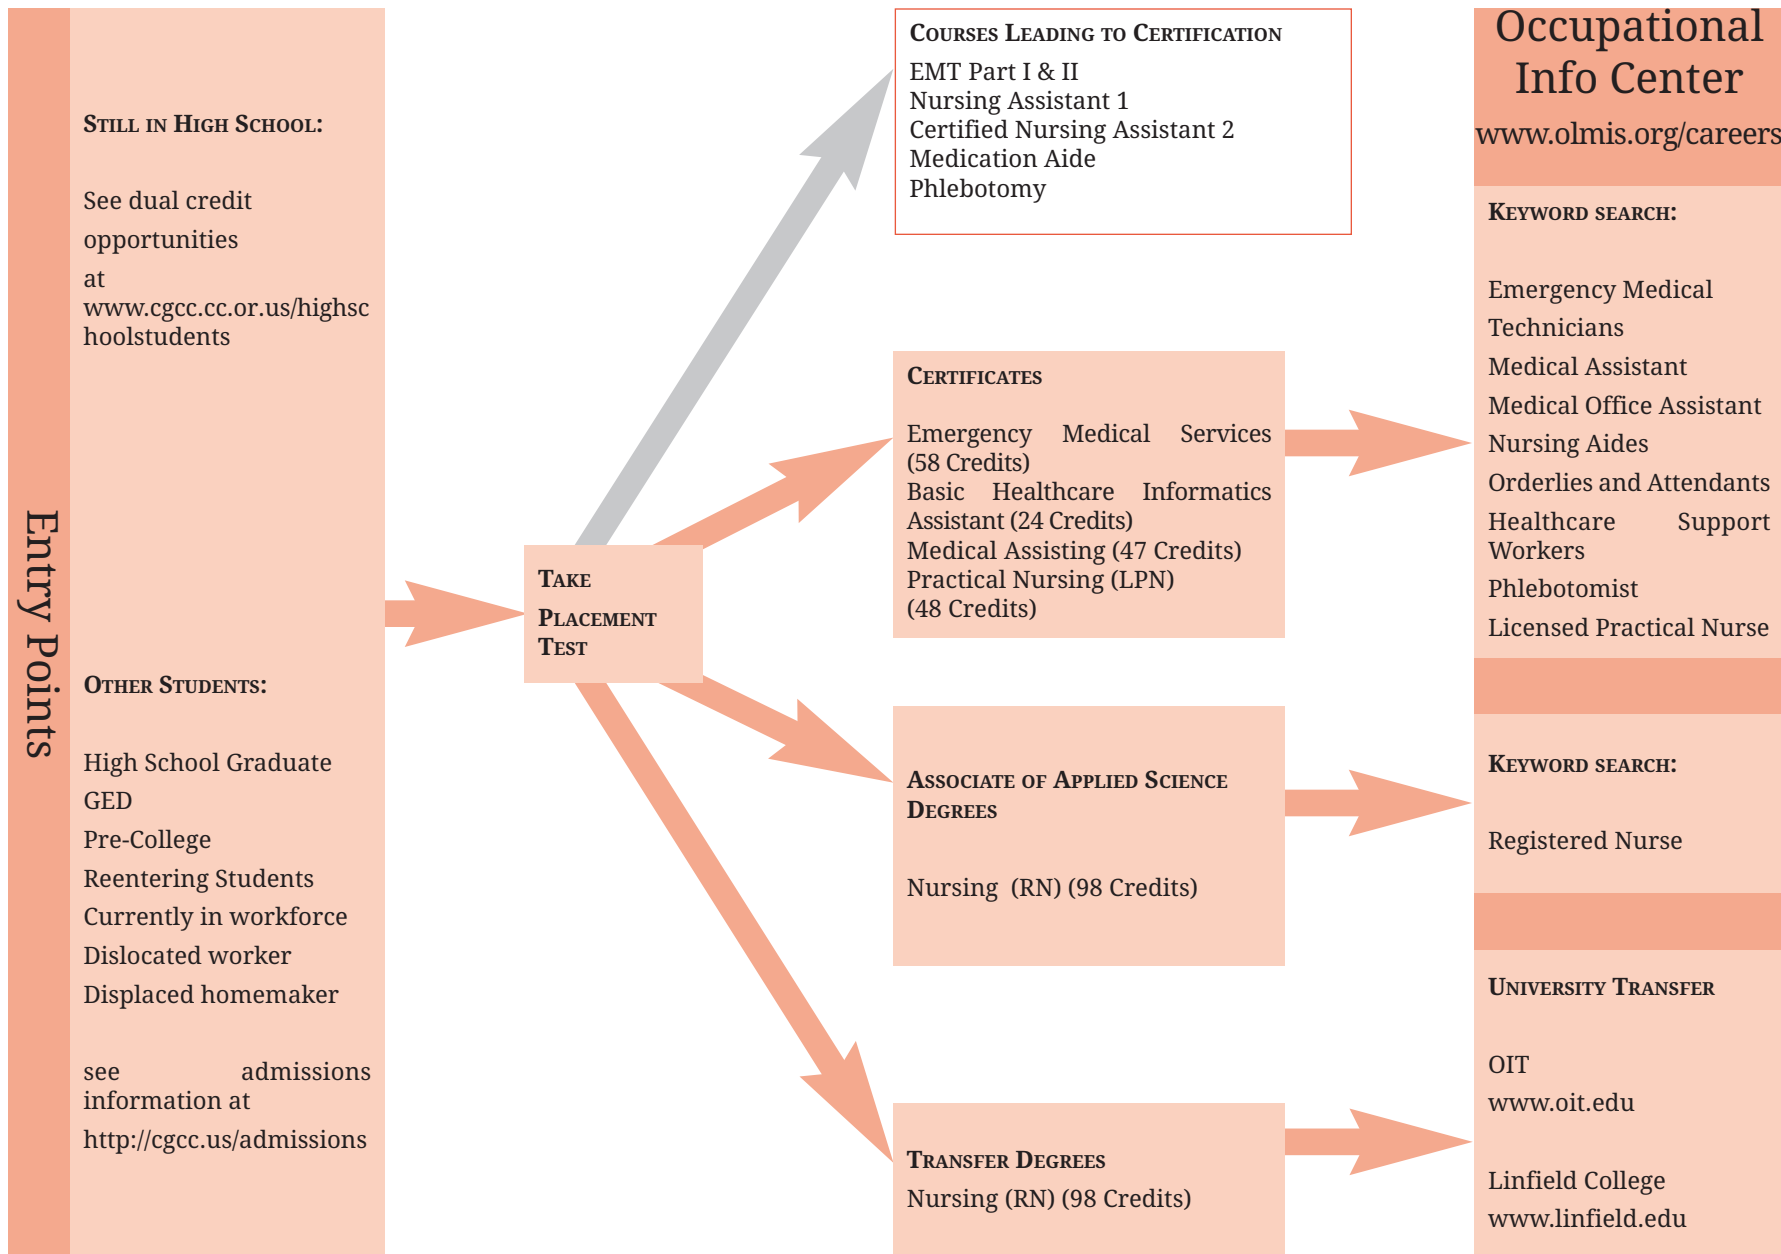 Entry Points
STILL IN HIGH SCHOOL:
See dual credit
opportunities
at
www.cgcc.cc.or.us/highsc
hoolstudents
OTHER STUDENTS:
High School Graduate
GED
Pre-College
Reentering Students
Currently in workforce
Dislocated worker
Displaced homemaker
see admissions
information at
http://cgcc.us/admissions
TAKE
PLACEMENT
TEST
COURSES LEADING TO CERTIFICATION
EMT Part I & II
Nursing Assistant 1
Certified Nursing Assistant 2
Medication Aide
Phlebotomy
CERTIFICATES
Emergency Medical Services
(58 Credits)
Basic Healthcare Informatics
Assistant (24 Credits)
Medical Assisting (47 Credits)
Practical Nursing (LPN)
(48 Credits)
ASSOCIATE OF APPLIED SCIENCE
DEGREES
Nursing (RN) (98 Credits)
TRANSFER DEGREES
Nursing (RN) (98 Credits)
Occupational
Info Center
www.olmis.org/careers
KEYWORD SEARCH:
Emergency Medical
Technicians
Medical Assistant
Medical Office Assistant
Nursing Aides
Orderlies and Attendants
Healthcare Support
Workers
Phlebotomist
Licensed Practical Nurse
KEYWORD SEARCH:
Registered Nurse
UNIVERSITY TRANSFER
OIT
www.oit.edu
Linfield College
www.linfield.edu